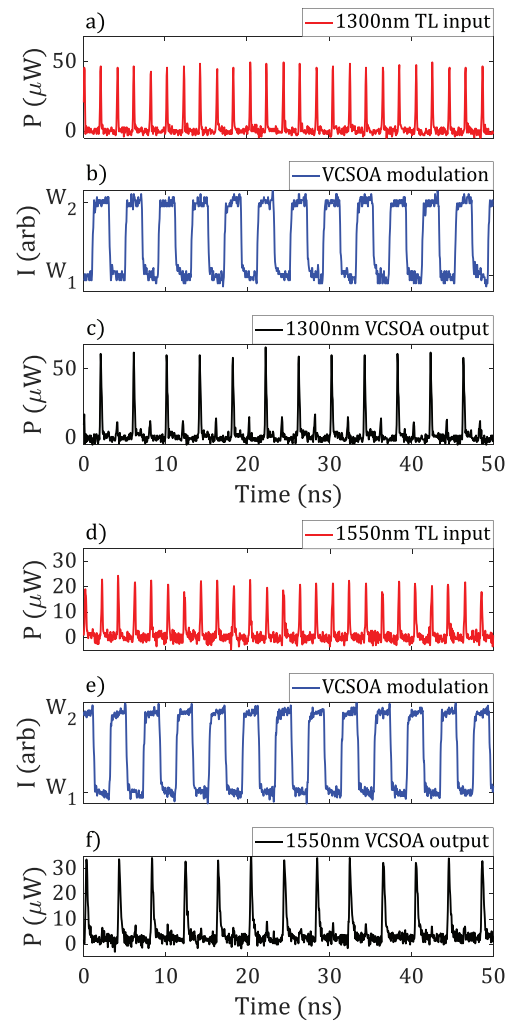 a)
1300nm TL input
50
0
P (μW)
b)
VCSOA modulation
W2
W1
I (arb)
c)
1300nm VCSOA output
50
0
P (μW)
0 10 20 30 40 50
Time (ns)
d)
1550nm TL input
30
20
10
0
P (μW)
e)
VCSOA modulation
W2
W1
I (arb)
f)
1550nm VCSOA output
30
20
10
0
P (μW)
0 10 20 30 40 50
Time (ns)